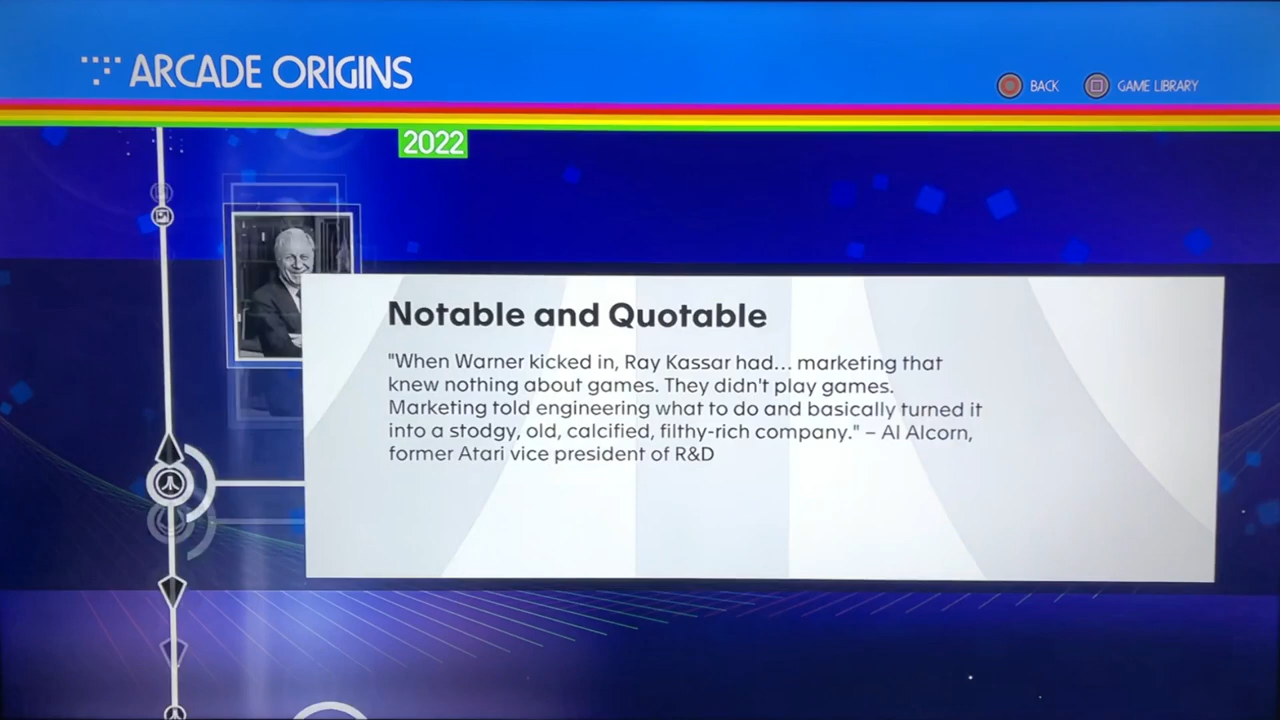 ARCADE ORIGINS
BACK
GAME LIBRARY
2022
Notable and Quotable
"When Warner kicked in, Ray Kassar had... marketing that
knew nothing about games. They didn't play games.
Marketing told engineering what to do and basically turned it
into a stodgy, old, calcified, filthy-rich company." – Al Alcorn,
former Atari vice president of R&D